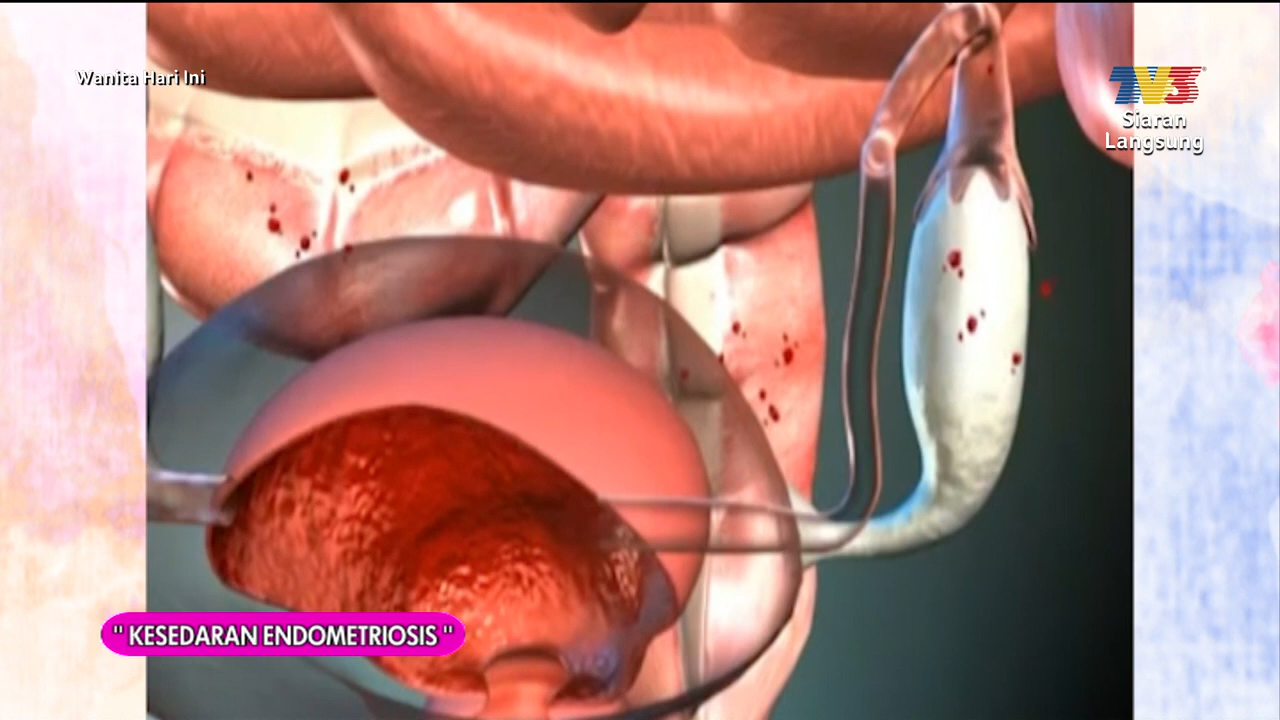 Wanita Hari Ini
TV3
Siaran
Langsung
" KESEDARAN ENDOMETRIOSIS "